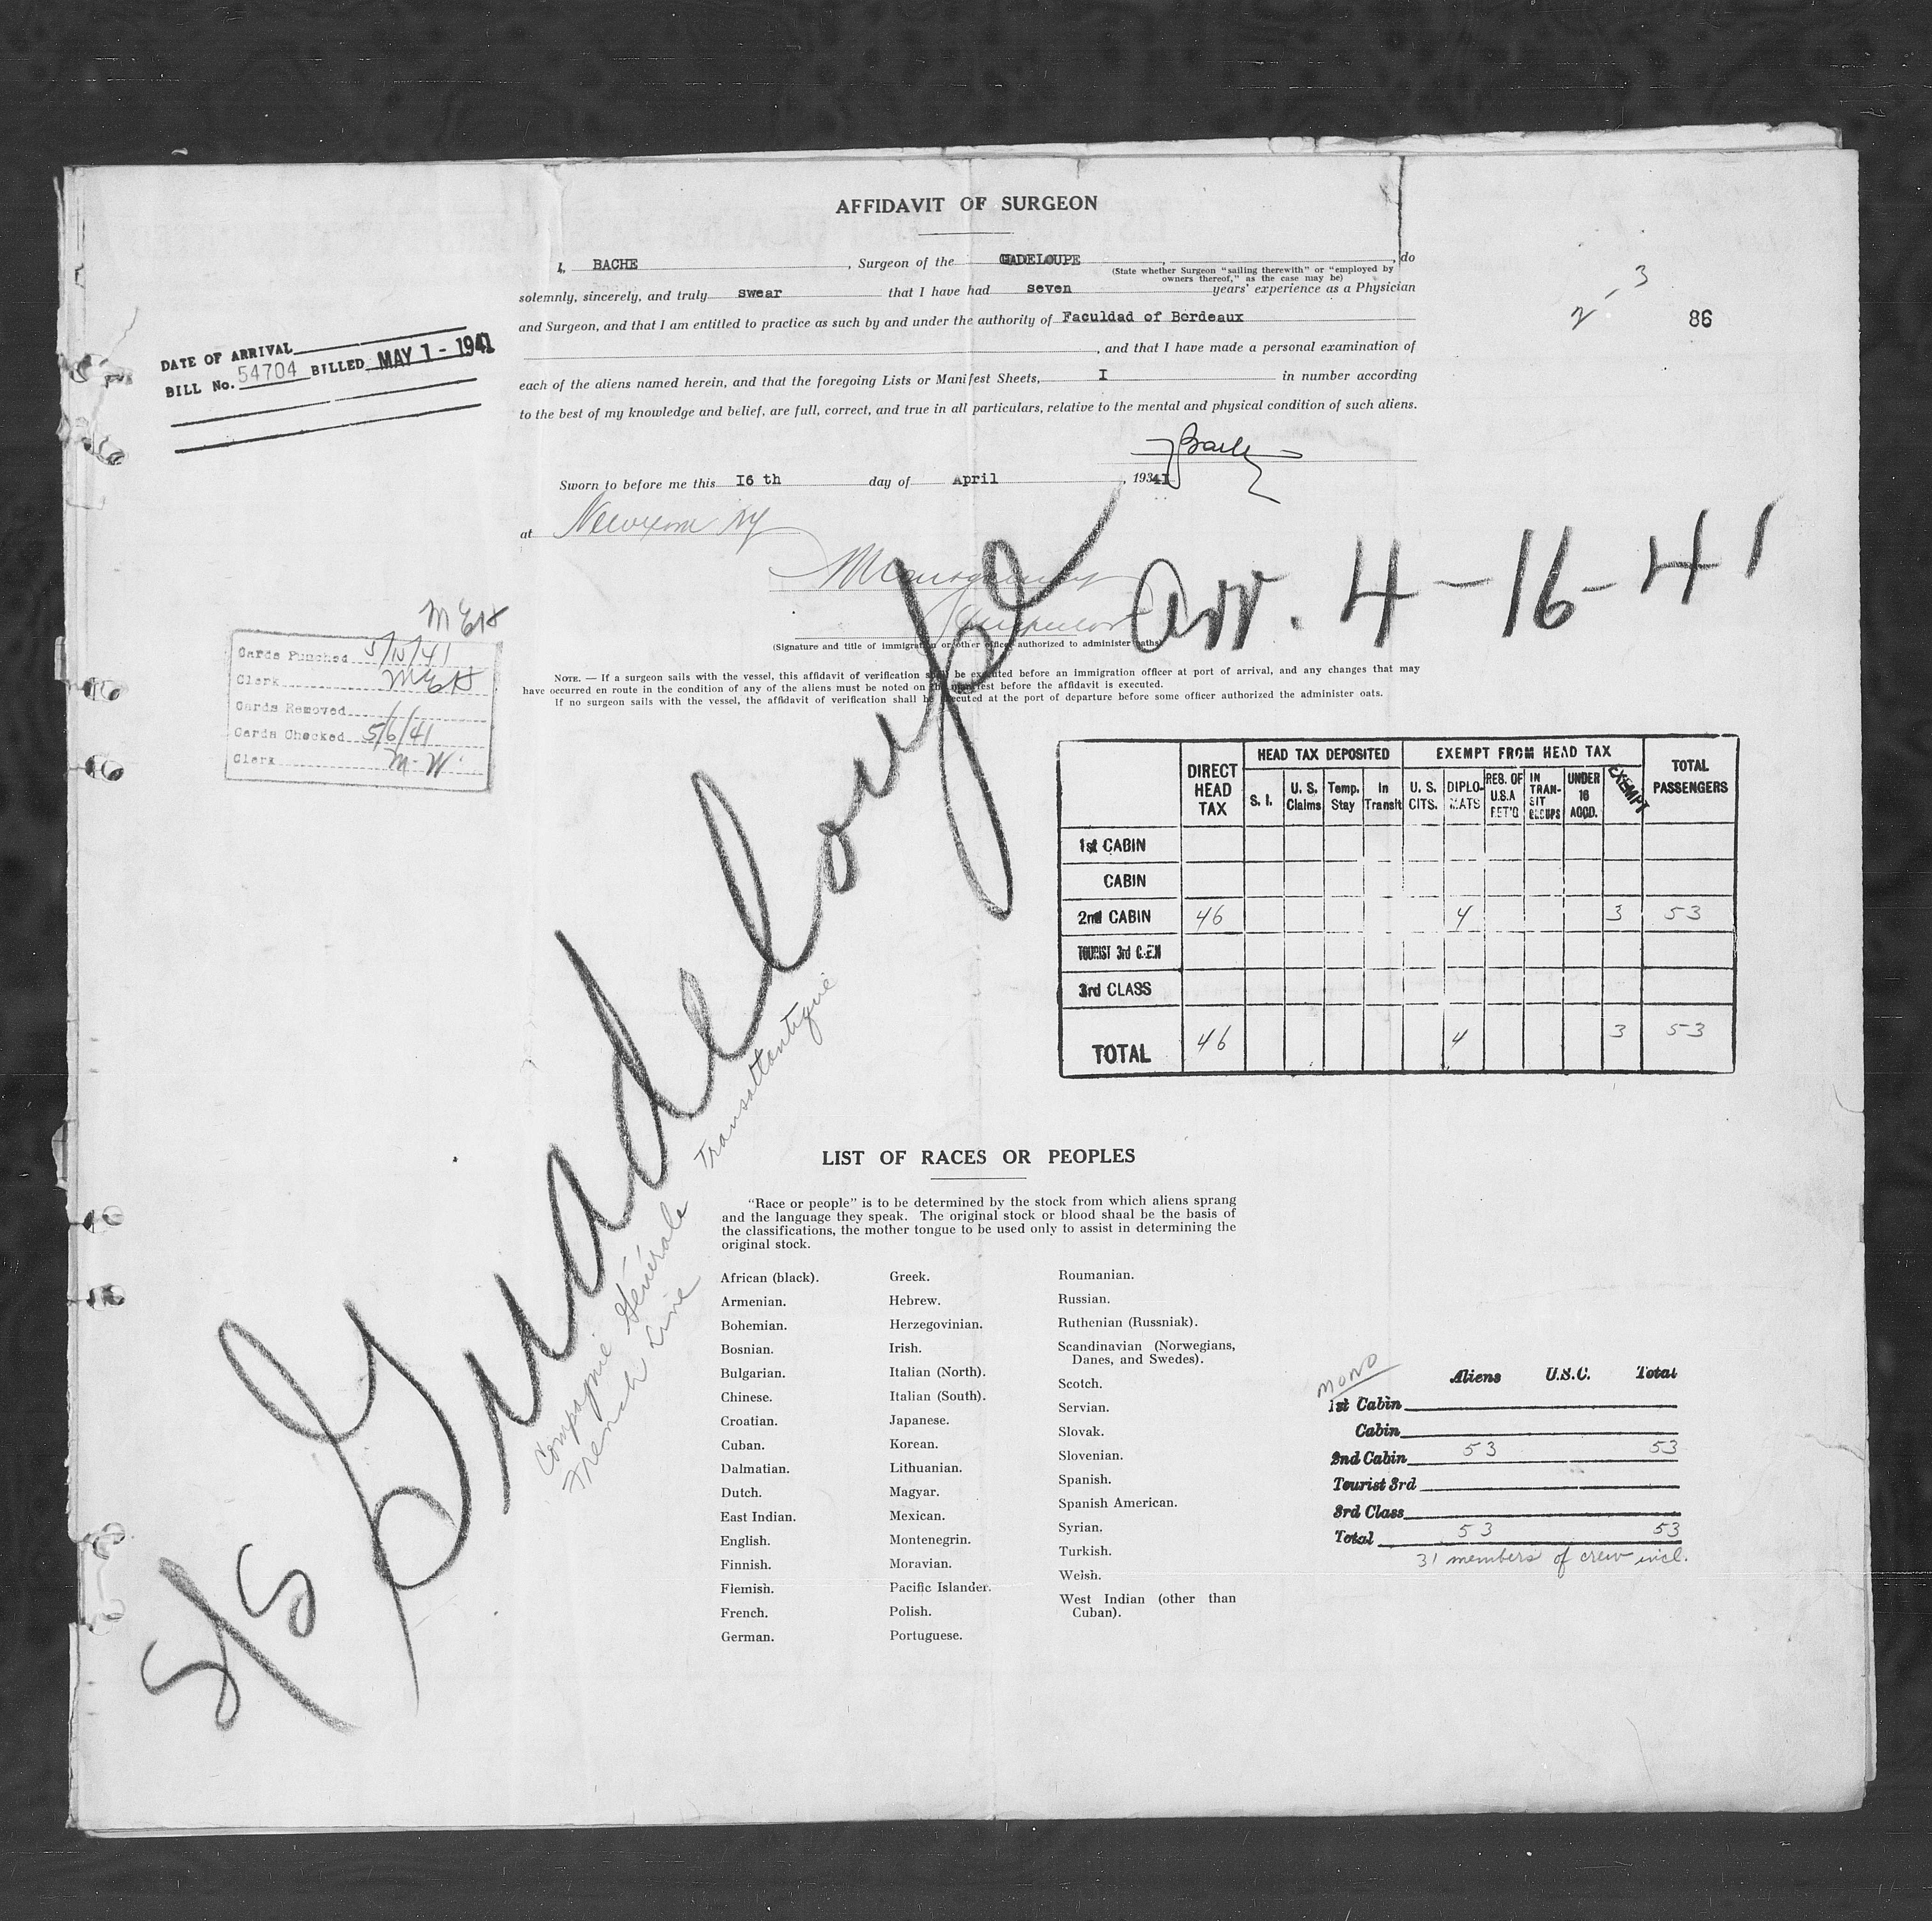 AFFIDAVIT OF SURGEON
I, BACHE, Surgeon of the GADELOUPE, , do
(State whether Surgeon "sailing therewith" or "employed by
owners thereof," as the case may be)
solemnly, sincerely, and truly swear that I have had seven years' experience as a Physician
and Surgeon, and that I am entitled to practice as such by and under the authority of Faculdad of Bordeaux
, and that I have made a personal examination of
each of the aliens named herein, and that the foregoing Lists or Manifest Sheets, I in number according
to the best of my knowledge and belief, are full, correct, and true in all particulars, relative to the mental and physical condition of such aliens.
3
86
DATE OF ARRIVAL
BILL No. 54704 BILLED MAY 1 - 1941
Sworn to before me this I6 th day of April, 1941
at
Arr. 4-16-41
(Signature and title of immigration or other officer authorized to administer oaths)
NOTE. — If a surgeon sails with the vessel, this affidavit of verification shall be executed before an immigration officer at port of arrival, and any changes that may
have occurred en route in the condition of any of the aliens must be noted on the manifest before the affidavit is executed.
If no surgeon sails with the vessel, the affidavit of verification shall be executed at the port of departure before some officer authorized the administer oats.
MEH
Cards Punched 5/15/41
Clerk MEH
Cards Removed
Cards Checked 5/6/41
Clerk M.W.
S/S Guadeloupe
Compagnie Générale Transatlantique
French Line
DIRECT HEAD TAX
HEAD TAX DEPOSITED
EXEMPT FROM HEAD TAX
TOTAL PASSENGERS
S. I.
U. S. Claims
Temp. Stay
In Transit
U. S. CITS.
DIPLO-MATS
RES. OF U.S.A RET'G
IN TRAN-SIT GROUPS
UNDER 16 ACCD.
EXEMPT
1st CABIN
CABIN
2nd CABIN 46 4 3 53
TOURIST 3rd
3rd CLASS
TOTAL 46 4 3 53
LIST OF RACES OR PEOPLES
"Race or people" is to be determined by the stock from which aliens sprang
and the language they speak. The original stock or blood shaal be the basis of
the classifications, the mother tongue to be used only to assist in determining the
original stock.
African (black).
Armenian.
Bohemian.
Bosnian.
Bulgarian.
Chinese.
Croatian.
Cuban.
Dalmatian.
Dutch.
East Indian.
English.
Finnish.
Flemish.
French.
German.
Greek.
Hebrew.
Herzegovinian.
Irish.
Italian (North).
Italian (South).
Japanese.
Korean.
Lithuanian.
Magyar.
Mexican.
Montenegrin.
Moravian.
Pacific Islander.
Polish.
Portuguese.
Roumanian.
Russian.
Ruthenian (Russniak).
Scandinavian (Norwegians,
Danes, and Swedes).
Scotch.
Servian.
Slovak.
Slovenian.
Spanish.
Spanish American.
Syrian.
Turkish.
Welsh.
West Indian (other than
Cuban).
mono
Aliens U.S.C. Total
1st Cabin
Cabin
2nd Cabin 53 53
Tourist 3rd
3rd Class
Total 53 53
31 members of crew incl.